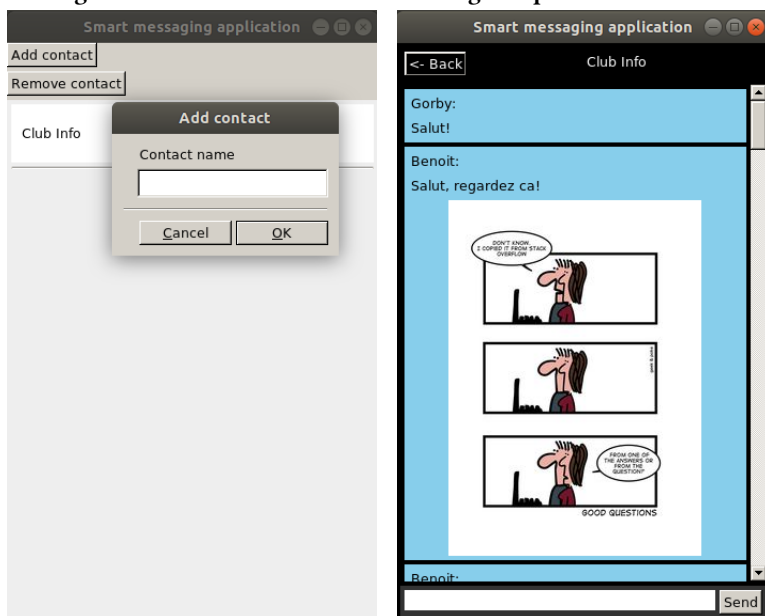 Smart messaging application
Add contact
Remove contact
Club Info
Add contact
Contact name
Cancel
OK
Smart messaging application
<- Back
Club Info
Gorby:
Salut!
Benoit:
Salut, regardez ca!
DON'T KNOW.
I COPIED IT FROM STACK
OVERFLOW
FROM ONE OF
THE ANSWERS OR
FROM THE
QUESTION?
GOOD QUESTIONS
Benoit:
Send